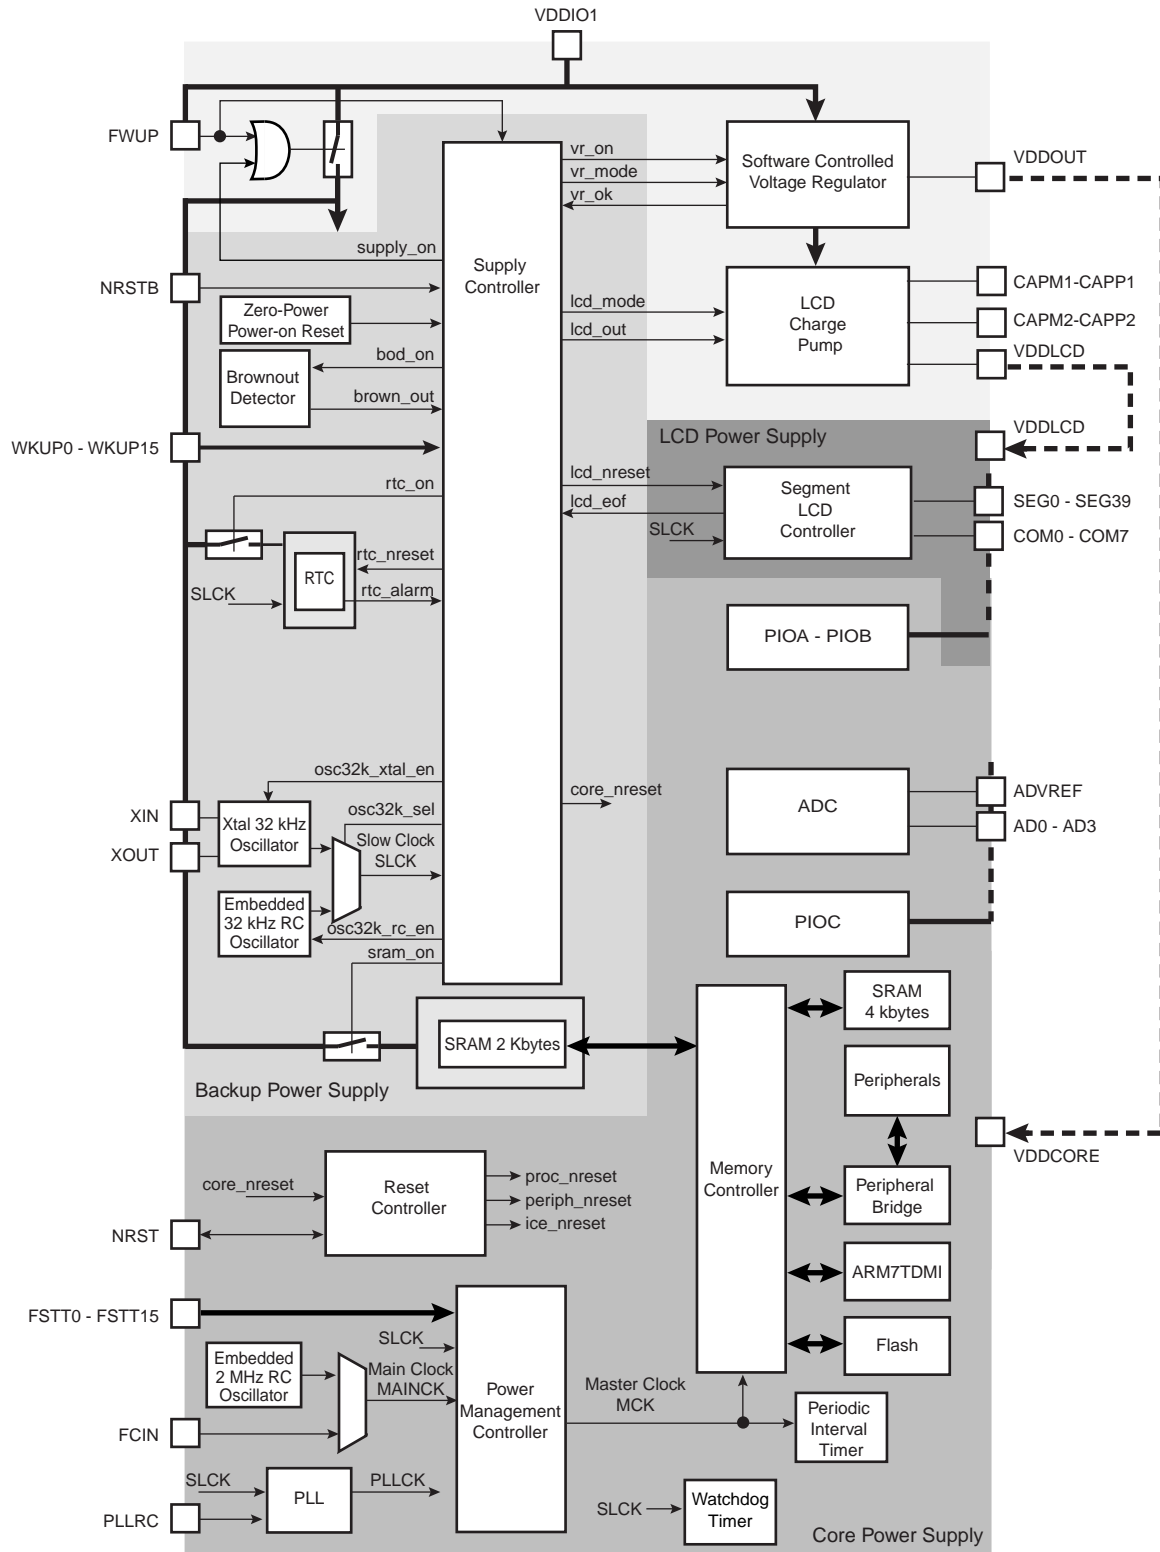 VDDIO1
FWUP
vr_on
vr_mode
vr_ok
Software Controlled
Voltage Regulator
VDDOUT
supply_on
Supply
Controller
NRSTB
Zero-Power
Power-on Reset
lcd_mode
lcd_out
LCD
Charge
Pump
CAPM1-CAPP1
CAPM2-CAPP2
VDDLCD
bod_on
Brownout
Detector
brown_out
VDDLCD
LCD Power Supply
WKUP0 - WKUP15
rtc_on
lcd_nreset
lcd_eof
SLCK
Segment
LCD
Controller
SEG0 - SEG39
COM0 - COM7
rtc_nreset
RTC
rtc_alarm
SLCK
PIOA - PIOB
osc32k_xtal_en
core_nreset
ADC
ADVREF
AD0 - AD3
XIN
XOUT
Xtal 32 kHz
Oscillator
osc32k_sel
Slow Clock
SLCK
Embedded
32 kHz RC
Oscillator
osc32k_rc_en
sram_on
PIOC
SRAM
4 kbytes
SRAM 2 Kbytes
Backup Power Supply
Peripherals
VDDCORE
Memory
Controller
Peripheral
Bridge
core_nreset
Reset
Controller
proc_nreset
periph_nreset
ice_nreset
NRST
ARM7TDMI
FSTT0 - FSTT15
SLCK
Flash
Embedded
2 MHz RC
Oscillator
Main Clock
MAINCK
Power
Management
Controller
Master Clock
MCK
Periodic
Interval
Timer
FCIN
SLCK
PLL
PLLCK
PLLRC
SLCK
Watchdog
Timer
Core Power Supply